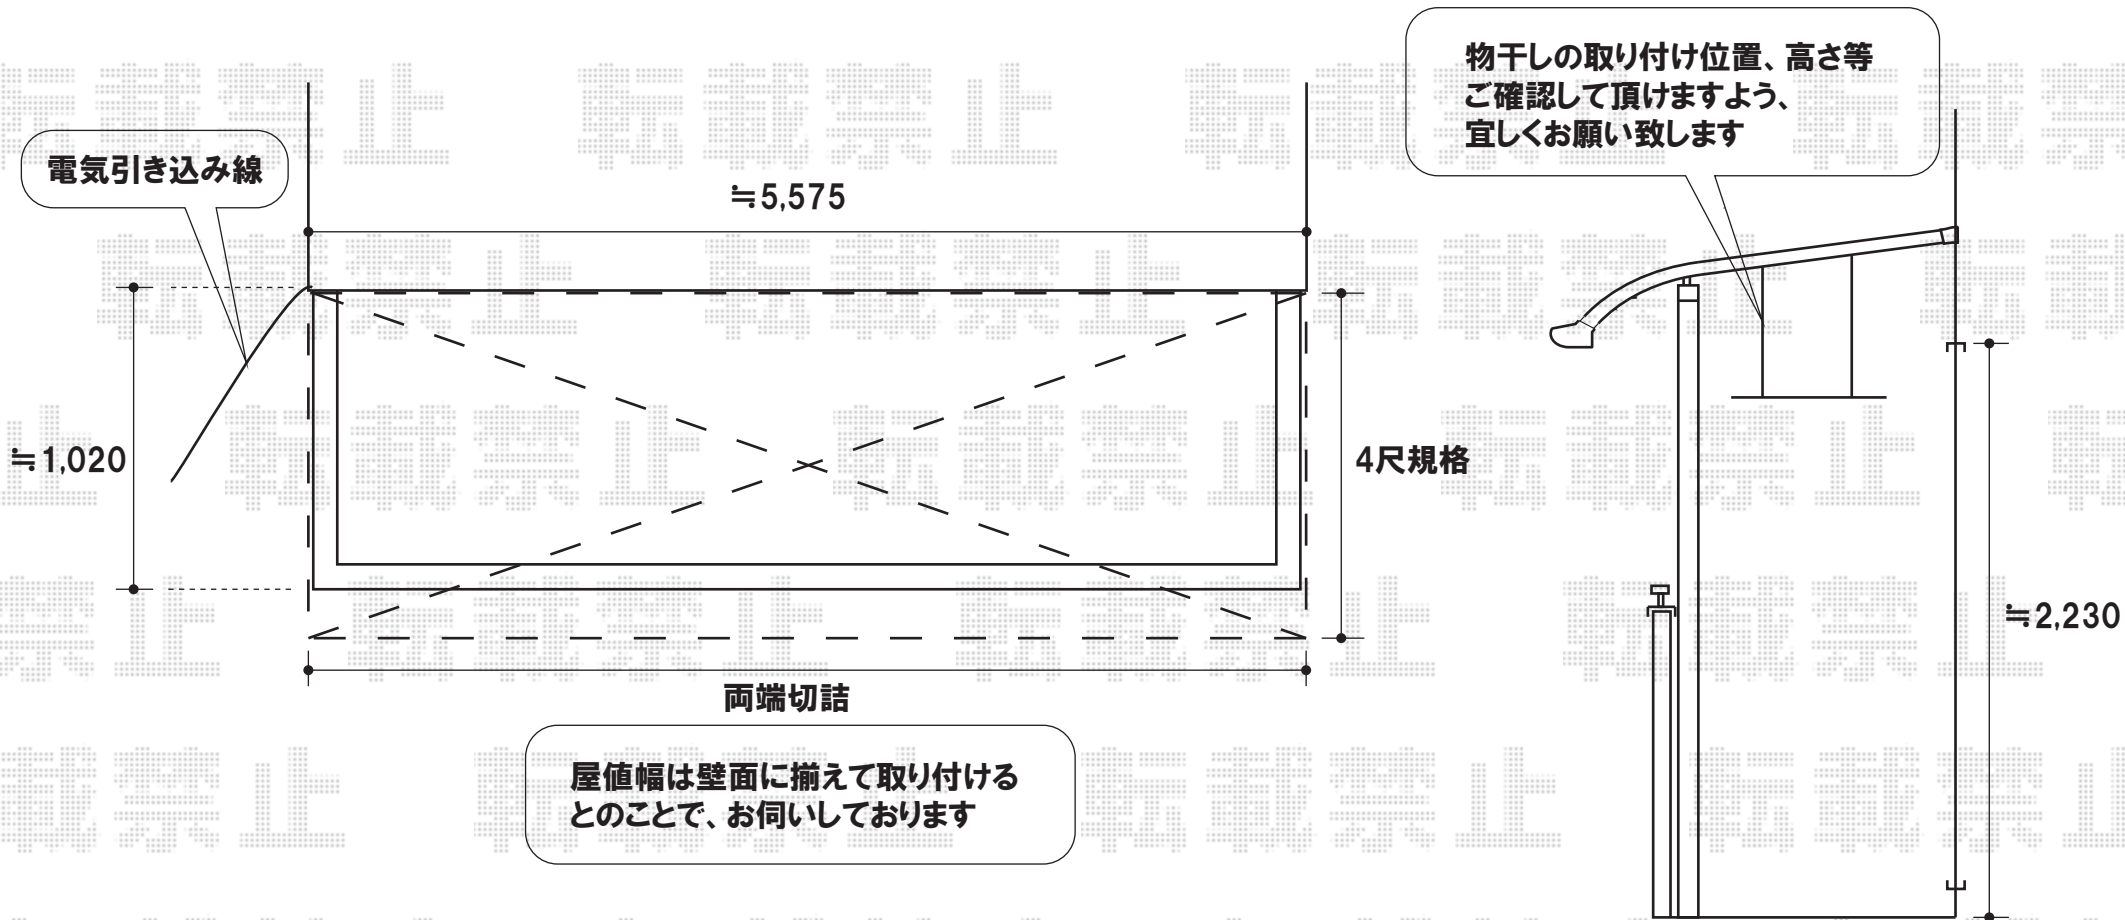 物干しの取り付け位置、高さ等
ご確認して頂けますよう、
宜しくお願い致します
電気引き込み線
≒5,575
≒1,020
4尺規格
≒2,230
両端切詰
屋値幅は壁面に揃えて取り付ける
とのことで、お伺いしております
転載禁止